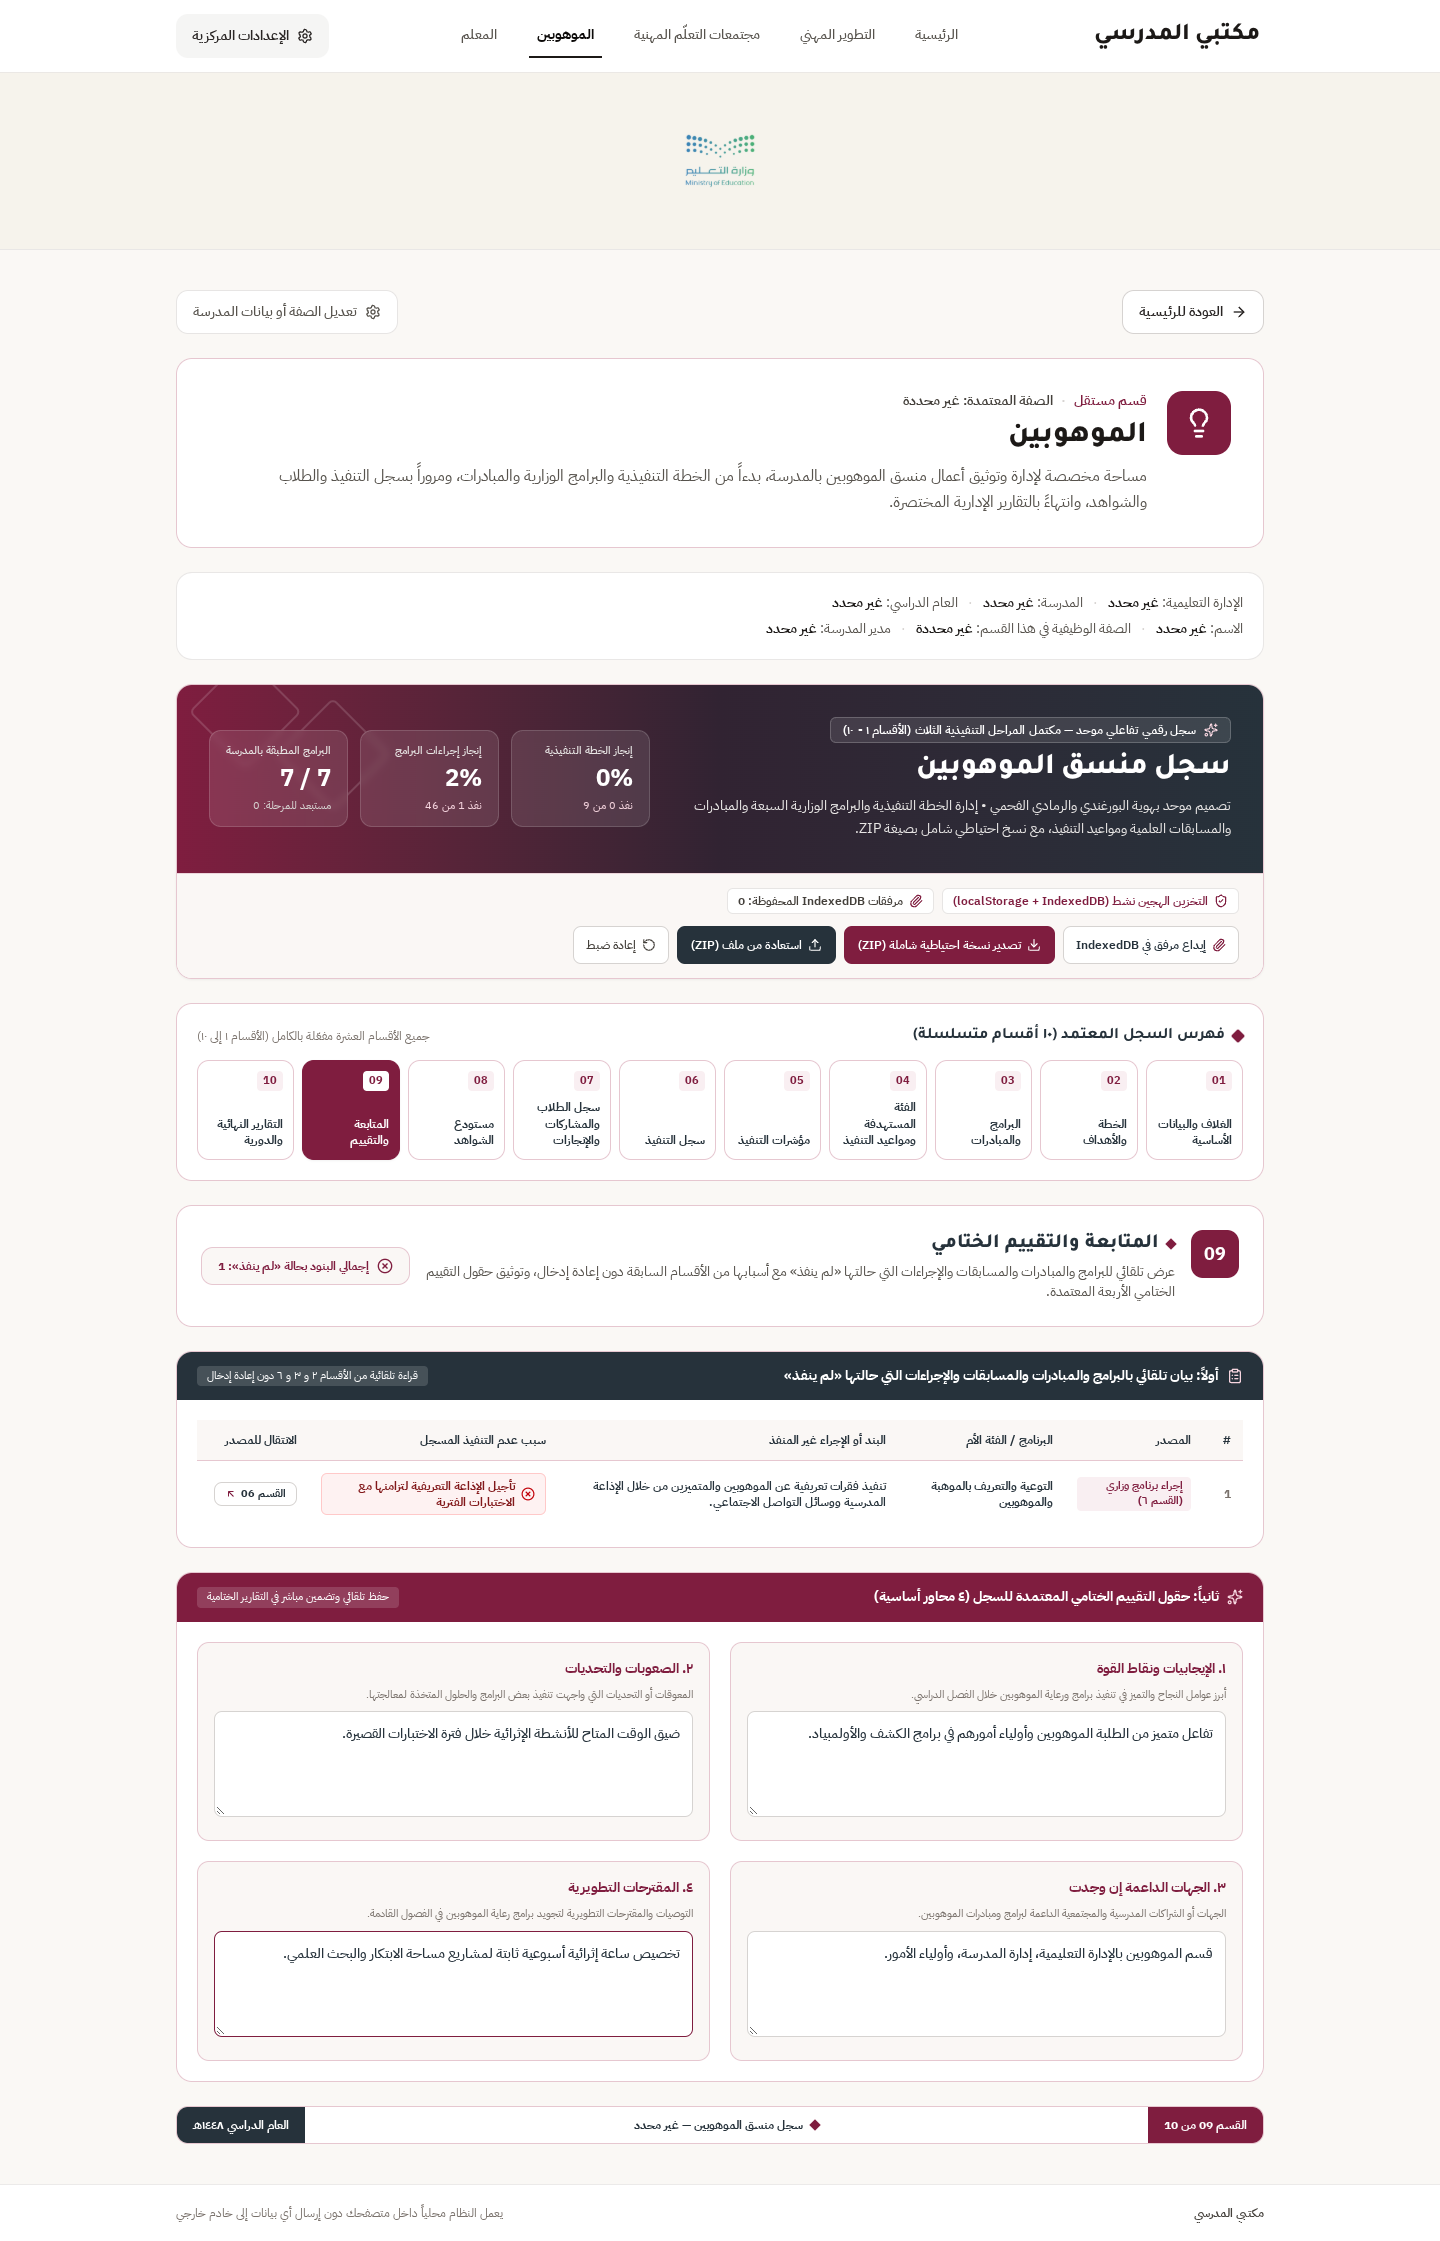 مكتبي المدرسي
الرئيسية
التطوير المهني
مجتمعات التعلّم المهنية
الموهوبين
المعلم
الإعدادات المركزية
وزارة التعليم
Ministry of Education
العودة للرئيسية
تعديل الصفة أو بيانات المدرسة
قسم مستقل · الصفة المعتمدة: غير محددة
الموهوبين
مساحة مخصصة لإدارة وتوثيق أعمال منسق الموهوبين بالمدرسة، بدءاً من الخطة التنفيذية والبرامج الوزارية والمبادرات، ومروراً بسجل التنفيذ والطلاب
والشواهد، وانتهاءً بالتقارير الإدارية المختصرة.
الإدارة التعليمية: غير محدد · المدرسة: غير محدد · العام الدراسي: غير محدد
الاسم: غير محدد · الصفة الوظيفية في هذا القسم: غير محددة · مدير المدرسة: غير محدد
سجل رقمي تفاعلي موحد — مكتمل المراحل التنفيذية الثلاث (الأقسام ١ - ١٠)
سجل منسق الموهوبين
تصميم موحد بهوية البورغندي والرمادي الفحمي • إدارة الخطة التنفيذية والبرامج الوزارية السبعة والمبادرات
والمسابقات العلمية ومواعيد التنفيذ، مع نسخ احتياطي شامل بصيغة ZIP.
إنجاز الخطة التنفيذية
0%
نفذ 0 من 9
إنجاز إجراءات البرامج
2%
نفذ 1 من 46
البرامج المطبقة بالمدرسة
7 / 7
مستبعد للمرحلة: 0
التخزين الهجين نشط (localStorage + IndexedDB)
مرفقات IndexedDB المحفوظة: 0
إيداع مرفق في IndexedDB
تصدير نسخة احتياطية شاملة (ZIP)
استعادة من ملف (ZIP)
إعادة ضبط
فهرس السجل المعتمد (١٠ أقسام متسلسلة)
جميع الأقسام العشرة مفعّلة بالكامل (الأقسام ١ إلى ١٠)
01
الغلاف والبيانات
الأساسية
02
الخطة
والأهداف
03
البرامج
والمبادرات
04
الفئة
المستهدفة
ومواعيد التنفيذ
05
مؤشرات التنفيذ
06
سجل التنفيذ
07
سجل الطلاب
والمشاركات
والإنجازات
08
مستودع
الشواهد
09
المتابعة
والتقييم
10
التقارير النهائية
والدورية
09
المتابعة والتقييم الختامي
عرض تلقائي للبرامج والمبادرات والمسابقات والإجراءات التي حالتها «لم ينفذ» مع أسبابها من الأقسام السابقة دون إعادة إدخال، وتوثيق حقول التقييم
الختامي الأربعة المعتمدة.
إجمالي البنود بحالة «لم ينفذ»: 1
أولاً: بيان تلقائي بالبرامج والمبادرات والمسابقات والإجراءات التي حالتها «لم ينفذ»
قراءة تلقائية من الأقسام ٢ و ٣ و ٦ دون إعادة إدخال
#
المصدر
البرنامج / الفئة الأم
البند أو الإجراء غير المنفذ
سبب عدم التنفيذ المسجل
الانتقال للمصدر
1
إجراء برنامج وزاري
(القسم ٦)
التوعية والتعريف بالموهبة
والموهوبين
تنفيذ فقرات تعريفية عن الموهوبين والمتميزين من خلال الإذاعة
المدرسية ووسائل التواصل الاجتماعي.
تأجيل الإذاعة التعريفية لتزامنها مع
الاختبارات الفترية
القسم 06
ثانياً: حقول التقييم الختامي المعتمدة للسجل (٤ محاور أساسية)
حفظ تلقائي وتضمين مباشر في التقارير الختامية
١. الإيجابيات ونقاط القوة
أبرز عوامل النجاح والتميز في تنفيذ برامج ورعاية الموهوبين خلال الفصل الدراسي.
تفاعل متميز من الطلبة الموهوبين وأولياء أمورهم في برامج الكشف والأولمبياد.
٢. الصعوبات والتحديات
المعوقات أو التحديات التي واجهت تنفيذ بعض البرامج والحلول المتخذة لمعالجتها.
ضيق الوقت المتاح للأنشطة الإثرائية خلال فترة الاختبارات القصيرة.
٣. الجهات الداعمة إن وجدت
الجهات أو الشراكات المدرسية والمجتمعية الداعمة لبرامج ومبادرات الموهوبين.
قسم الموهوبين بالإدارة التعليمية، إدارة المدرسة، وأولياء الأمور.
٤. المقترحات التطويرية
التوصيات والمقترحات التطويرية لتجويد برامج رعاية الموهوبين في الفصول القادمة.
تخصيص ساعة إثرائية أسبوعية ثابتة لمشاريع مساحة الابتكار والبحث العلمي.
القسم 09 من 10
سجل منسق الموهوبين — غير محدد
العام الدراسي ١٤٤٨هـ
مكتبي المدرسي
يعمل النظام محلياً داخل متصفحك دون إرسال أي بيانات إلى خادم خارجي